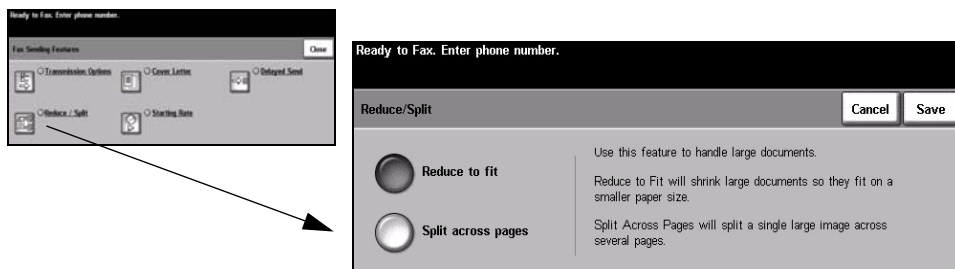 Ready to Fax. Enter phone number.
Fax Sending Features
Close
Transmission Options
Cover Letter
Delayed Send
Reduce / Split
Starting Rate
Ready to Fax. Enter phone number.
Reduce/Split
Cancel
Save
Reduce to fit
Split across pages
Use this feature to handle large documents.
Reduce to Fit will shrink large documents so they fit on a
smaller paper size.
Split Across Pages will split a single large image across
several pages.